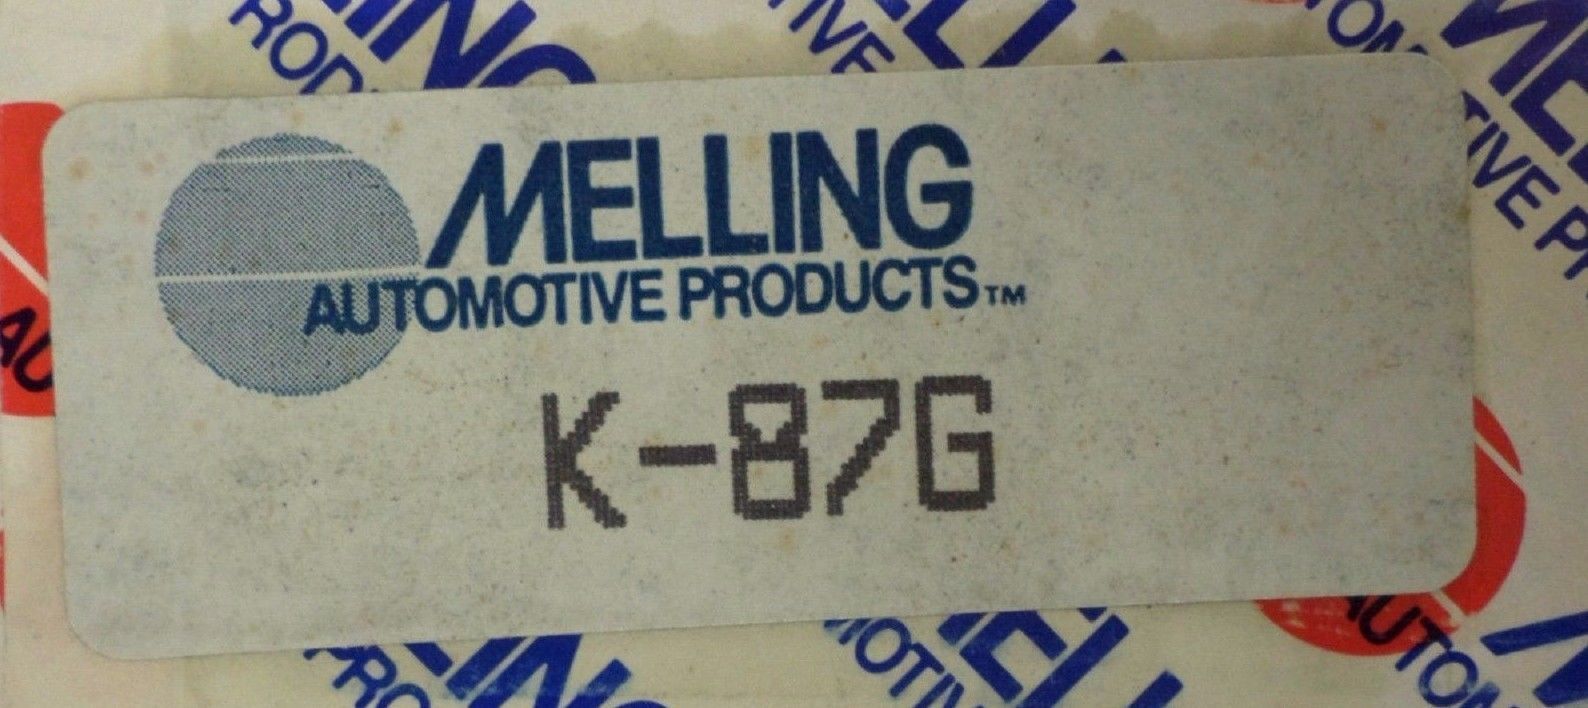 MELLING
AUTOMOTIVE PRODUCTS™
K-87G